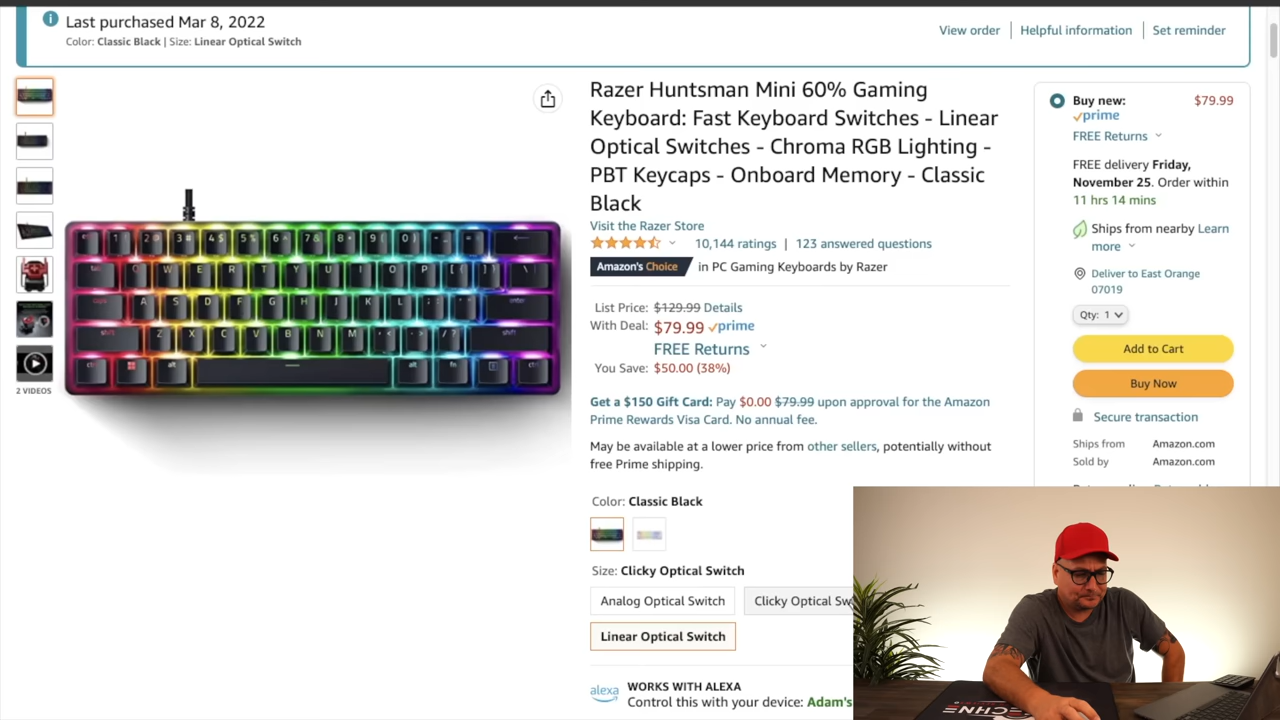 Last purchased Mar 8, 2022
Color: Classic Black | Size: Linear Optical Switch
View order
Helpful information
Set reminder
2 VIDEOS
Razer Huntsman Mini 60% Gaming
Keyboard: Fast Keyboard Switches - Linear
Optical Switches - Chroma RGB Lighting -
PBT Keycaps - Onboard Memory - Classic
Black
Visit the Razer Store
10,144 ratings | 123 answered questions
Amazon's Choice in PC Gaming Keyboards by Razer
List Price: $129.99 Details
With Deal: $79.99 prime
FREE Returns
You Save: $50.00 (38%)
Get a $150 Gift Card: Pay $0.00 $79.99 upon approval for the Amazon
Prime Rewards Visa Card. No annual fee.
May be available at a lower price from other sellers, potentially without
free Prime shipping.
Color: Classic Black
Size: Clicky Optical Switch
Analog Optical Switch
Clicky Optical Sw
Linear Optical Switch
alexa
WORKS WITH ALEXA
Control this with your device: Adam's
Buy new: $79.99
prime
FREE Returns
FREE delivery Friday,
November 25. Order within
11 hrs 14 mins
Ships from nearby Learn
more
Deliver to East Orange
07019
Qty: 1
Add to Cart
Buy Now
Secure transaction
Ships from Amazon.com
Sold by Amazon.com